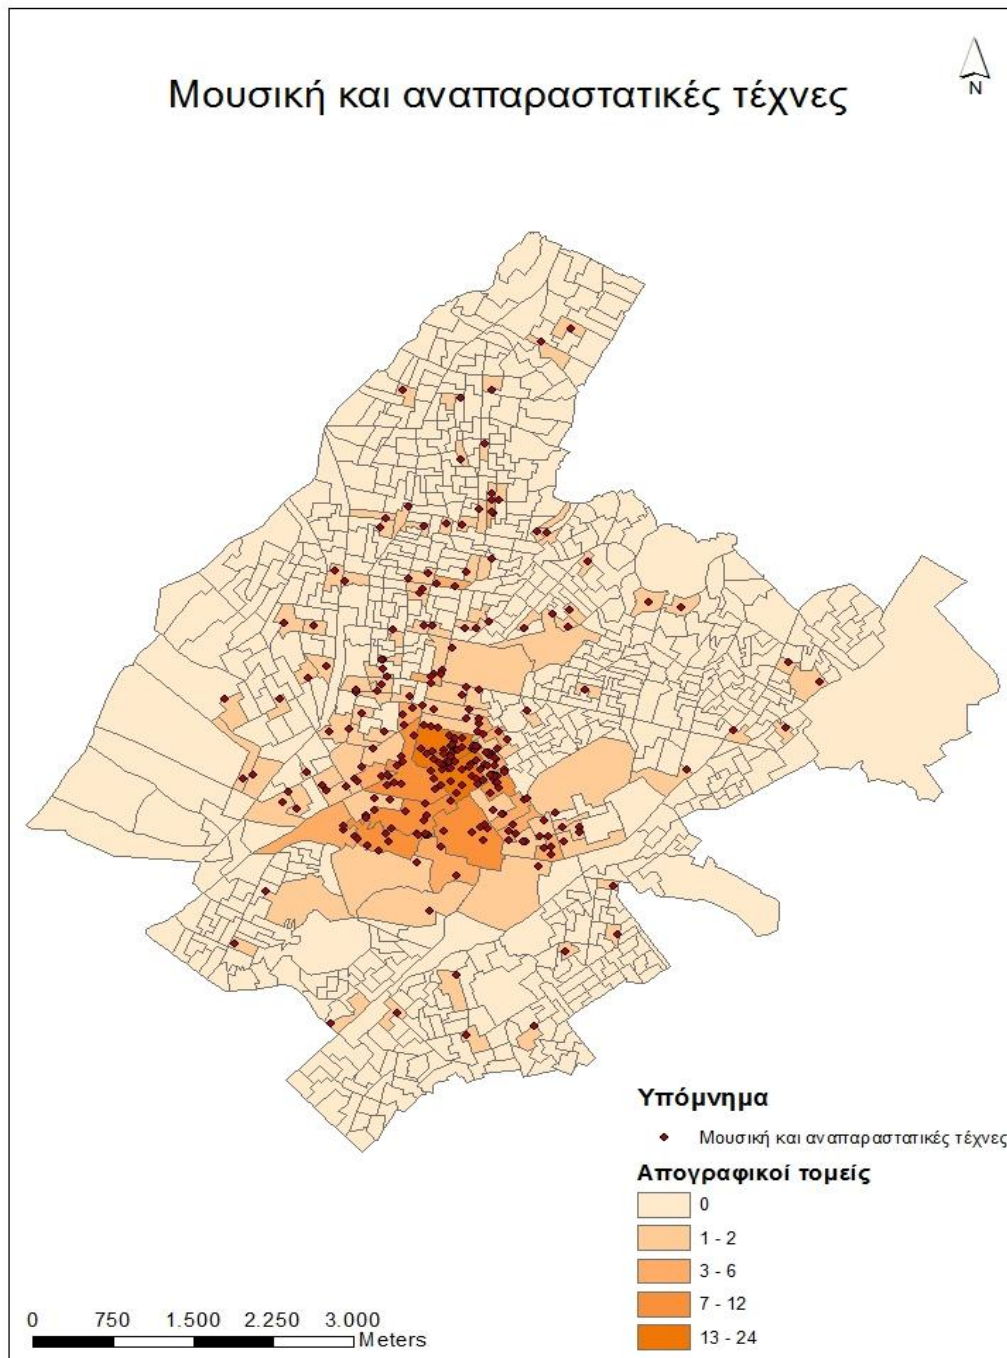 N
Μουσική και αναπαραστατικές τέχνες
Υπόμνημα
Μουσική και αναπαραστατικές τέχνες
Απογραφικοί τομείς
0
1 - 2
3 - 6
7 - 12
13 - 24
0 750 1.500 2.250 3.000
Meters